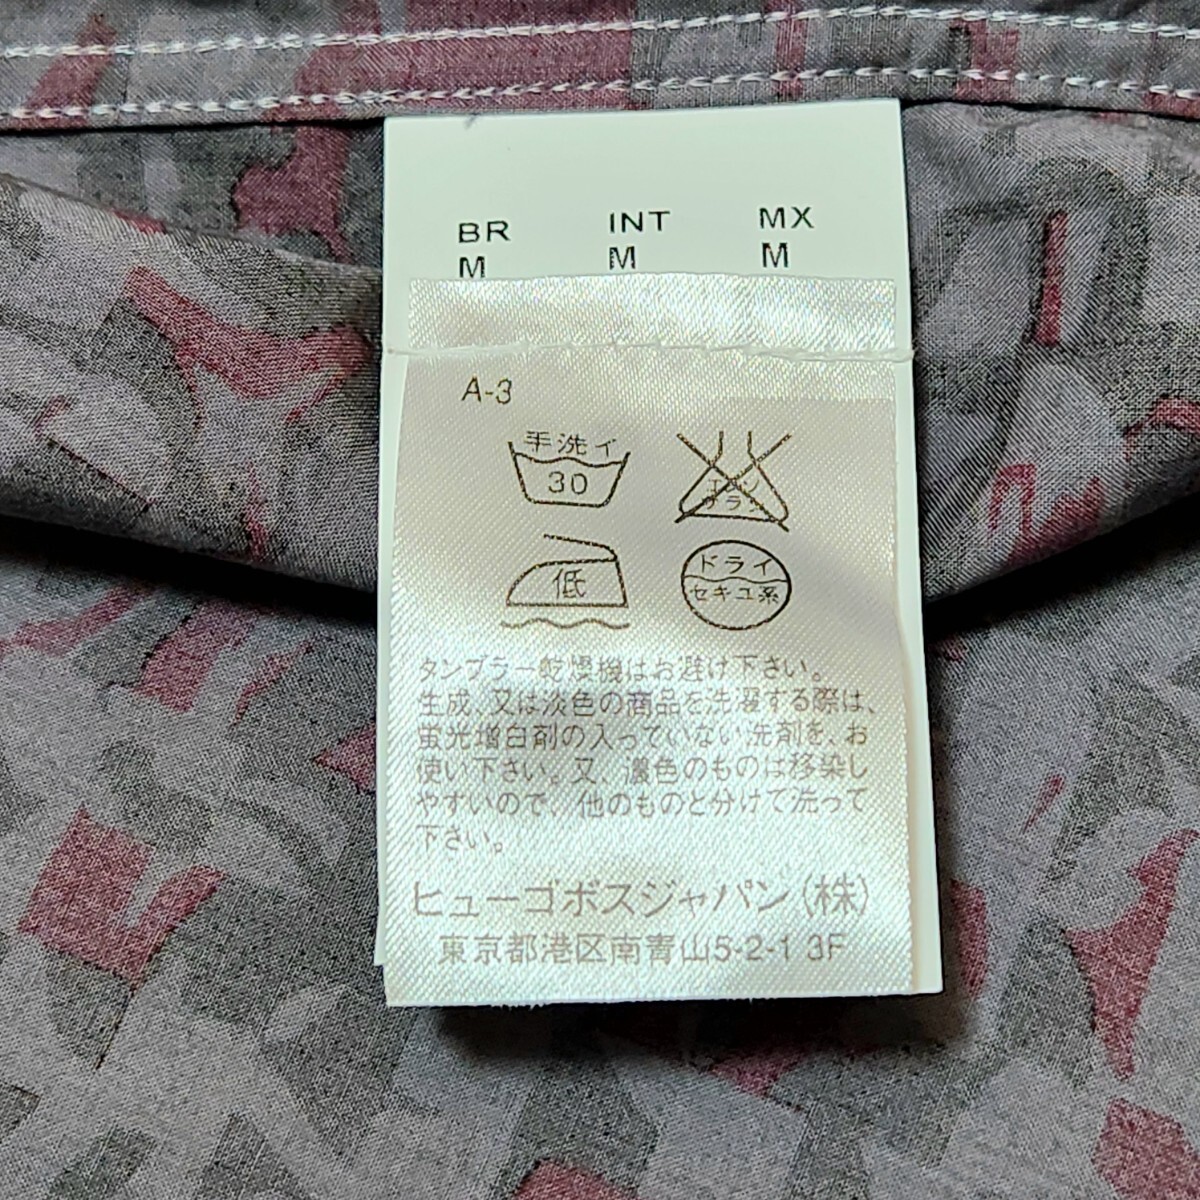 BR INT MX
M M M
A-3
手洗イ
30
エンソ
サラシ
低
ドライ
セキユ系
タンブラー乾燥機はお避け下さい。
生成、又は淡色の商品を洗濯する際は、
蛍光増白剤の入っていない洗剤を、お
使い下さい。又、濃色のものは移染し
やすいので、他のものと分けて洗って
下さい。
ヒューゴボスジャパン(株)
東京都港区南青山5-2-1 3F